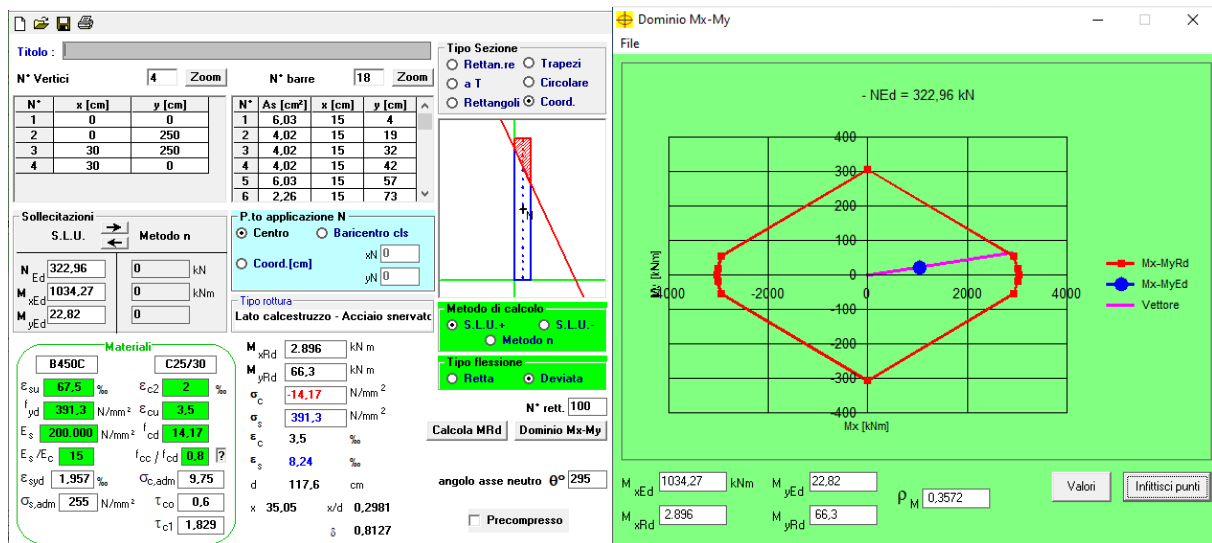 Titolo :
N° Vertici 4 Zoom N° barre 18 Zoom
N° x [cm] y [cm]
1 0 0
2 0 250
3 30 250
4 30 0
N° As [cm²] x [cm] y [cm]
1 6,03 15 4
2 4,02 15 19
3 4,02 15 32
4 4,02 15 42
5 6,03 15 57
6 2,26 15 73
Tipo Sezione
Rettan.re Trapezi
a T Circolare
Rettangoli Coord.
N
Sollecitazioni
S.L.U. Metodo n
N Ed 322,96 0 kN
M xEd 1034,27 0 kNm
M yEd 22,82 0
P.to applicazione N
Centro Baricentro cls
Coord.[cm] xN 0
yN 0
Tipo rottura
Lato calcestruzzo - Acciaio snervato
Metodo di calcolo
S.L.U.+ S.L.U.-
Metodo n
Tipo flessione
Retta Deviata
N° rett. 100
Calcola MRd Dominio Mx-My
angolo asse neutro θ° 295
Precompresso
Materiali
B450C C25/30
εsu 67,5 ‰ εc2 2 ‰
fyd 391,3 N/mm² εcu 3,5
Es 200.000 N/mm² fcd 14,17
Es/Ec 15 fcc / fcd 0,8 ?
εsyd 1,957 ‰ σc,adm 9,75
σs,adm 255 N/mm² τco 0,6
τc1 1,829
M xRd 2.896 kN m
M yRd 66,3 kN m
σc -14,17 N/mm²
σs 391,3 N/mm²
εc 3,5 ‰
εs 8,24 ‰
d 117,6 cm
x 35,05 x/d 0,2981
δ 0,8127
Dominio Mx-My
File
- NEd = 322,96 kN
400
300
200
100
0
-100
-200
-300
-400
-4000 -2000 0 2000 4000
My [kNm]
Mx [kNm]
Mx-MyRd
Mx-MyEd
Vettore
M xEd 1034,27 kNm M yEd 22,82
M xRd 2.896 M yRd 66,3
ρM 0,3572
Valori Infittisci punti